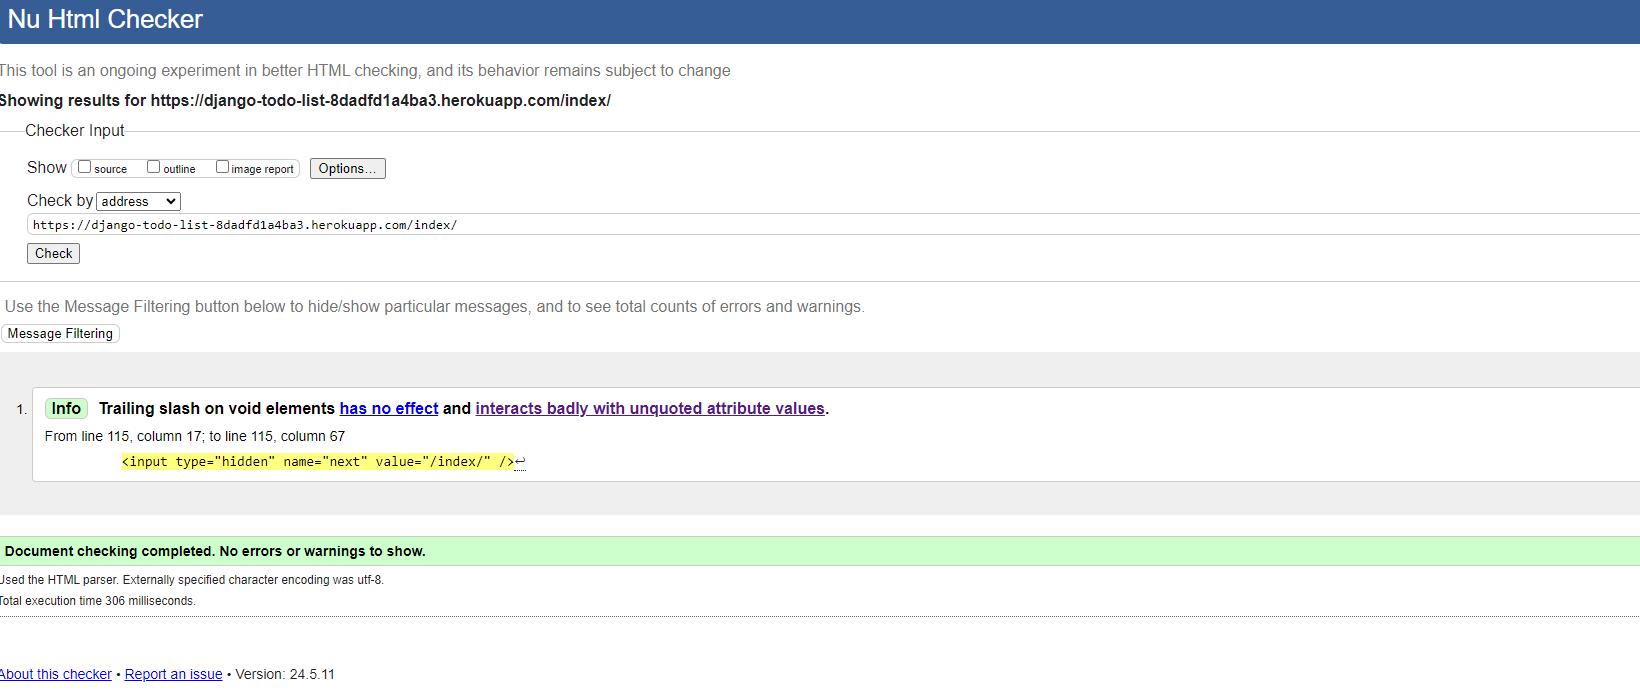 Nu Html Checker
This tool is an ongoing experiment in better HTML checking, and its behavior remains subject to change
Showing results for https://django-todo-list-8dadfd1a4ba3.herokuapp.com/index/
Checker Input
Show source outline image report Options...
Check by address
https://django-todo-list-8dadfd1a4ba3.herokuapp.com/index/
Check
Use the Message Filtering button below to hide/show particular messages, and to see total counts of errors and warnings.
Message Filtering
1. Info Trailing slash on void elements has no effect and interacts badly with unquoted attribute values.
From line 115, column 17; to line 115, column 67
<input type="hidden" name="next" value="/index/" />↩
Document checking completed. No errors or warnings to show.
Used the HTML parser. Externally specified character encoding was utf-8.
Total execution time 306 milliseconds.
About this checker • Report an issue • Version: 24.5.11